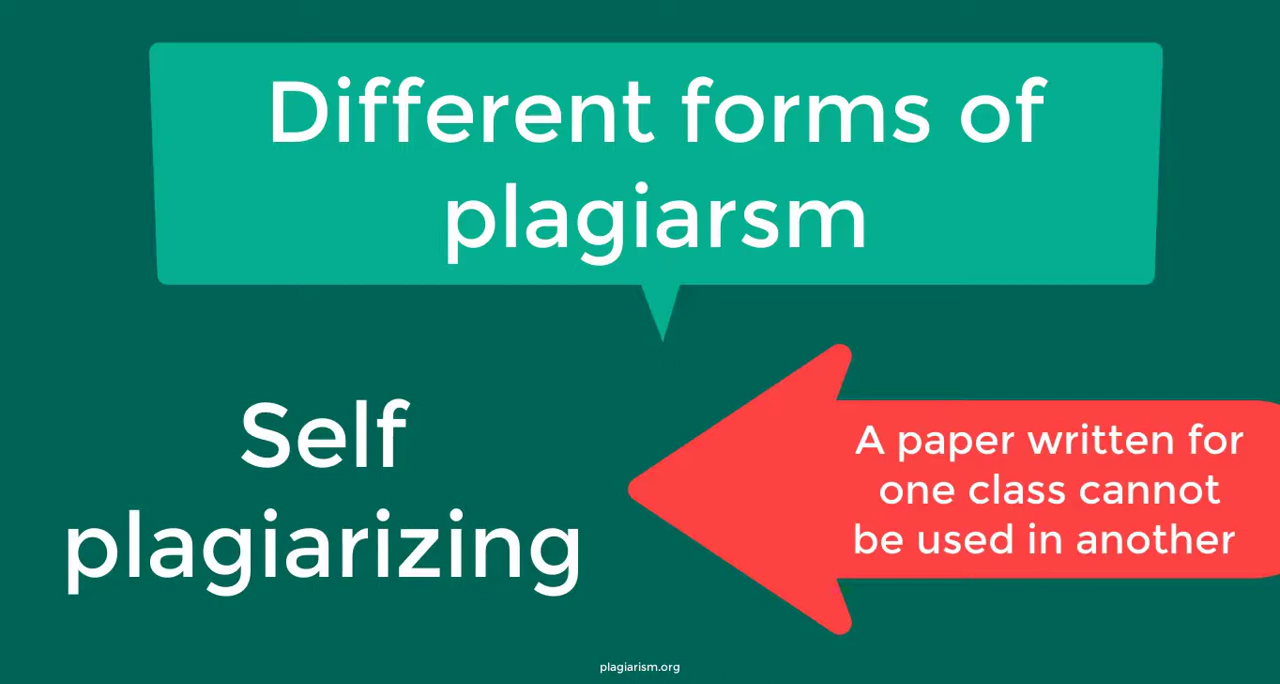 Different forms of
plagiarsm
Self
plagiarizing
A paper written for
one class cannot
be used in another
plagiarism.org